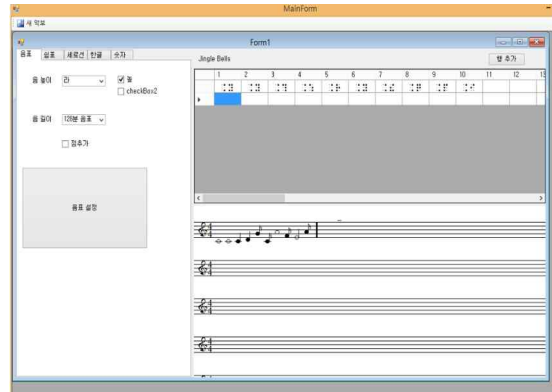 MainForm
새 악보
Form1
음표 쉼표 세로선 한글 숫자
Jingle Bells
행 추가
음 높이 라
checkBox2
1 2 3 4 5 6 7 8 9 10 11 12 13
⠐⠽ ⠐⠽
음 길이 128분 음표
점추가
음표 설정